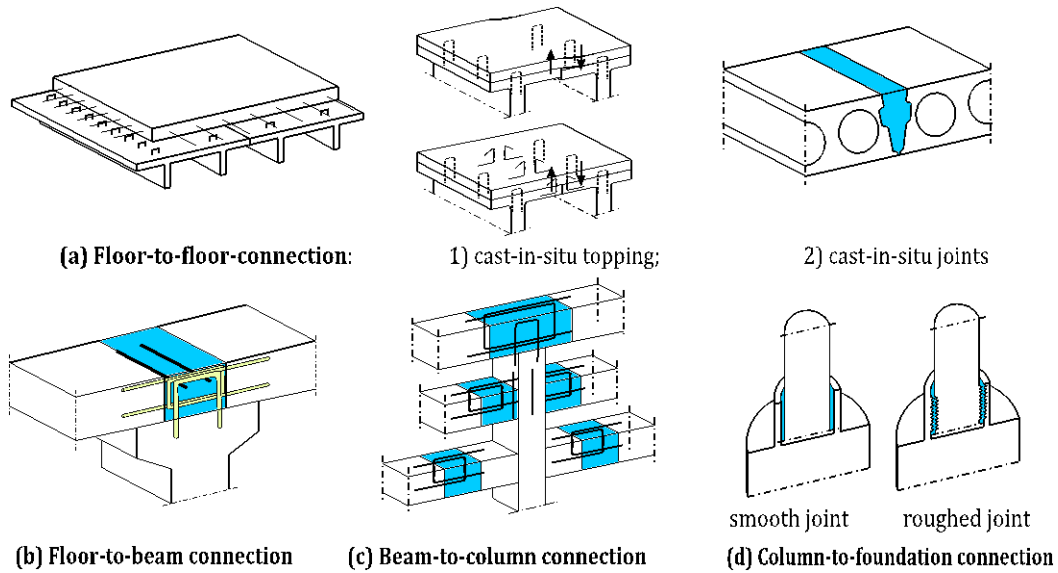 (a) Floor-to-floor-connection: 1) cast-in-situ topping; 2) cast-in-situ joints
smooth joint roughed joint
(b) Floor-to-beam connection (c) Beam-to-column connection (d) Column-to-foundation connection